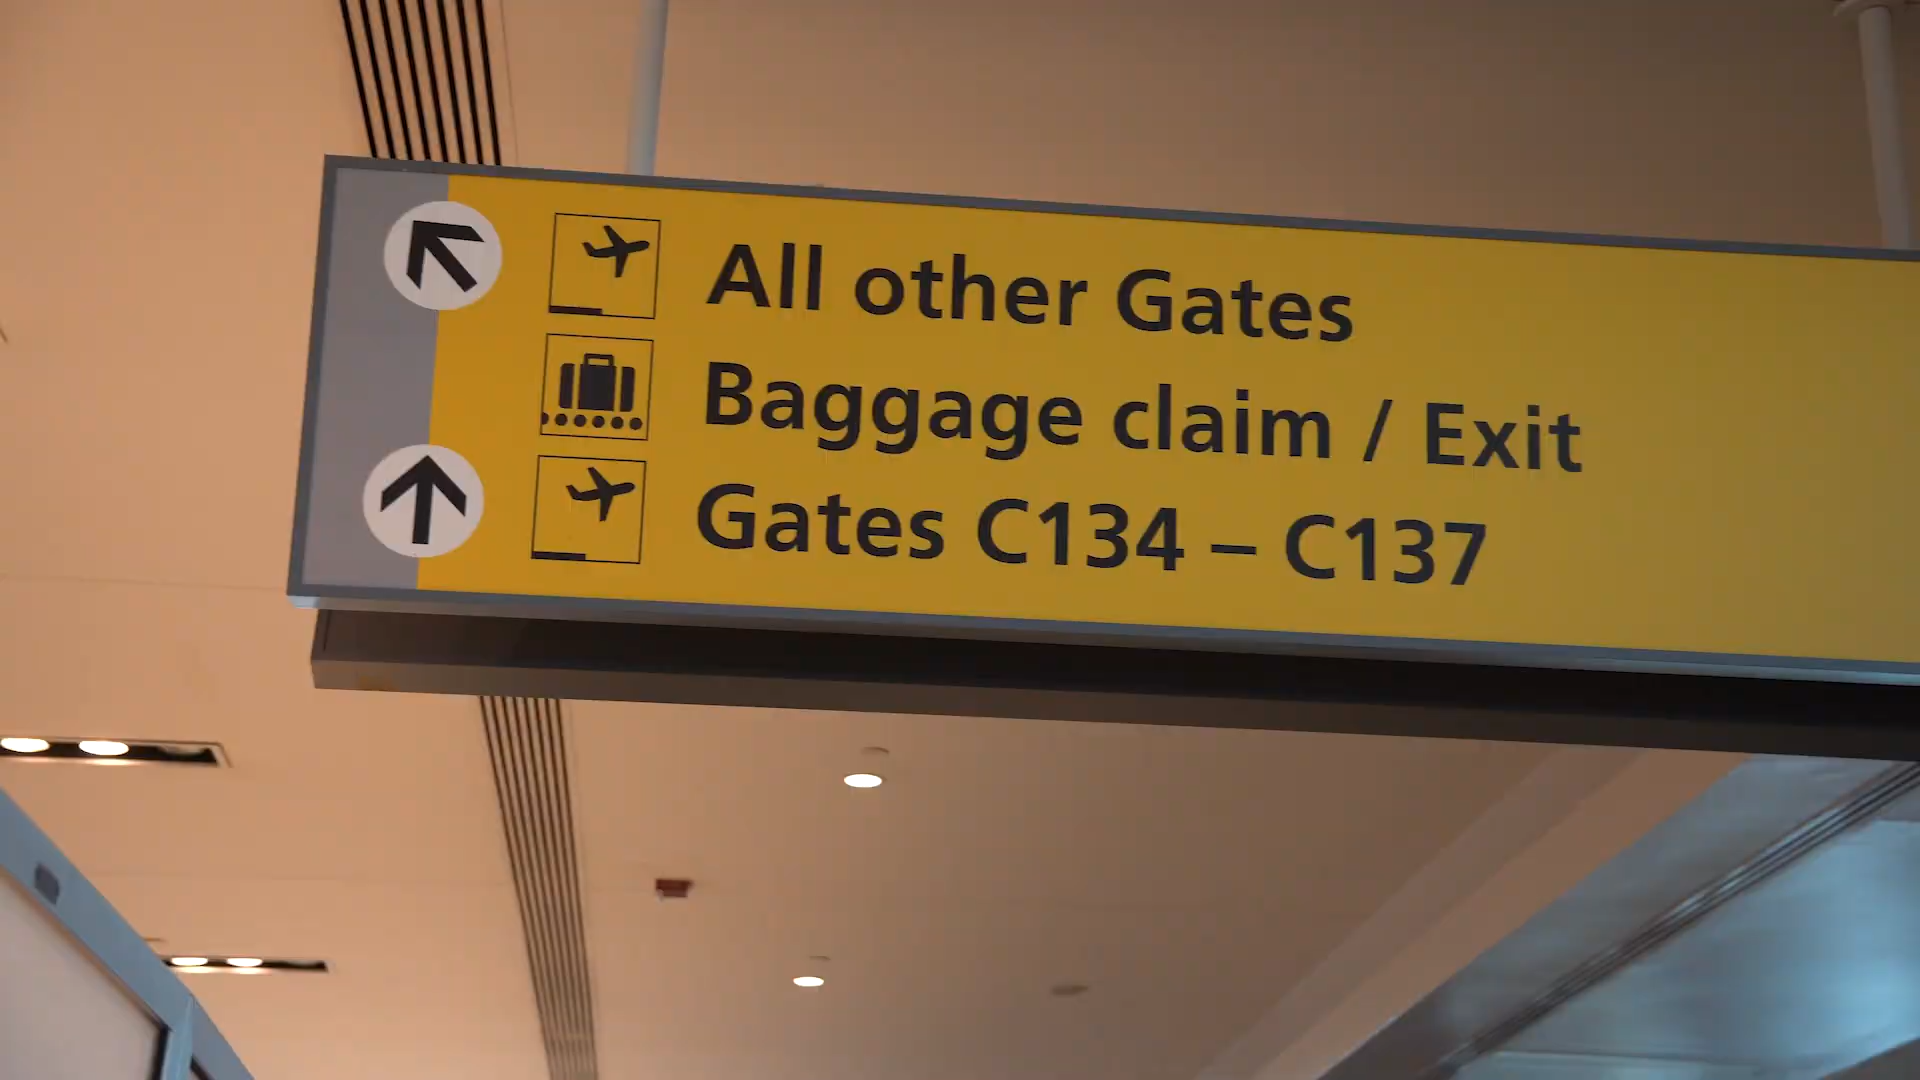 All other Gates
Baggage claim / Exit
Gates C134 – C137